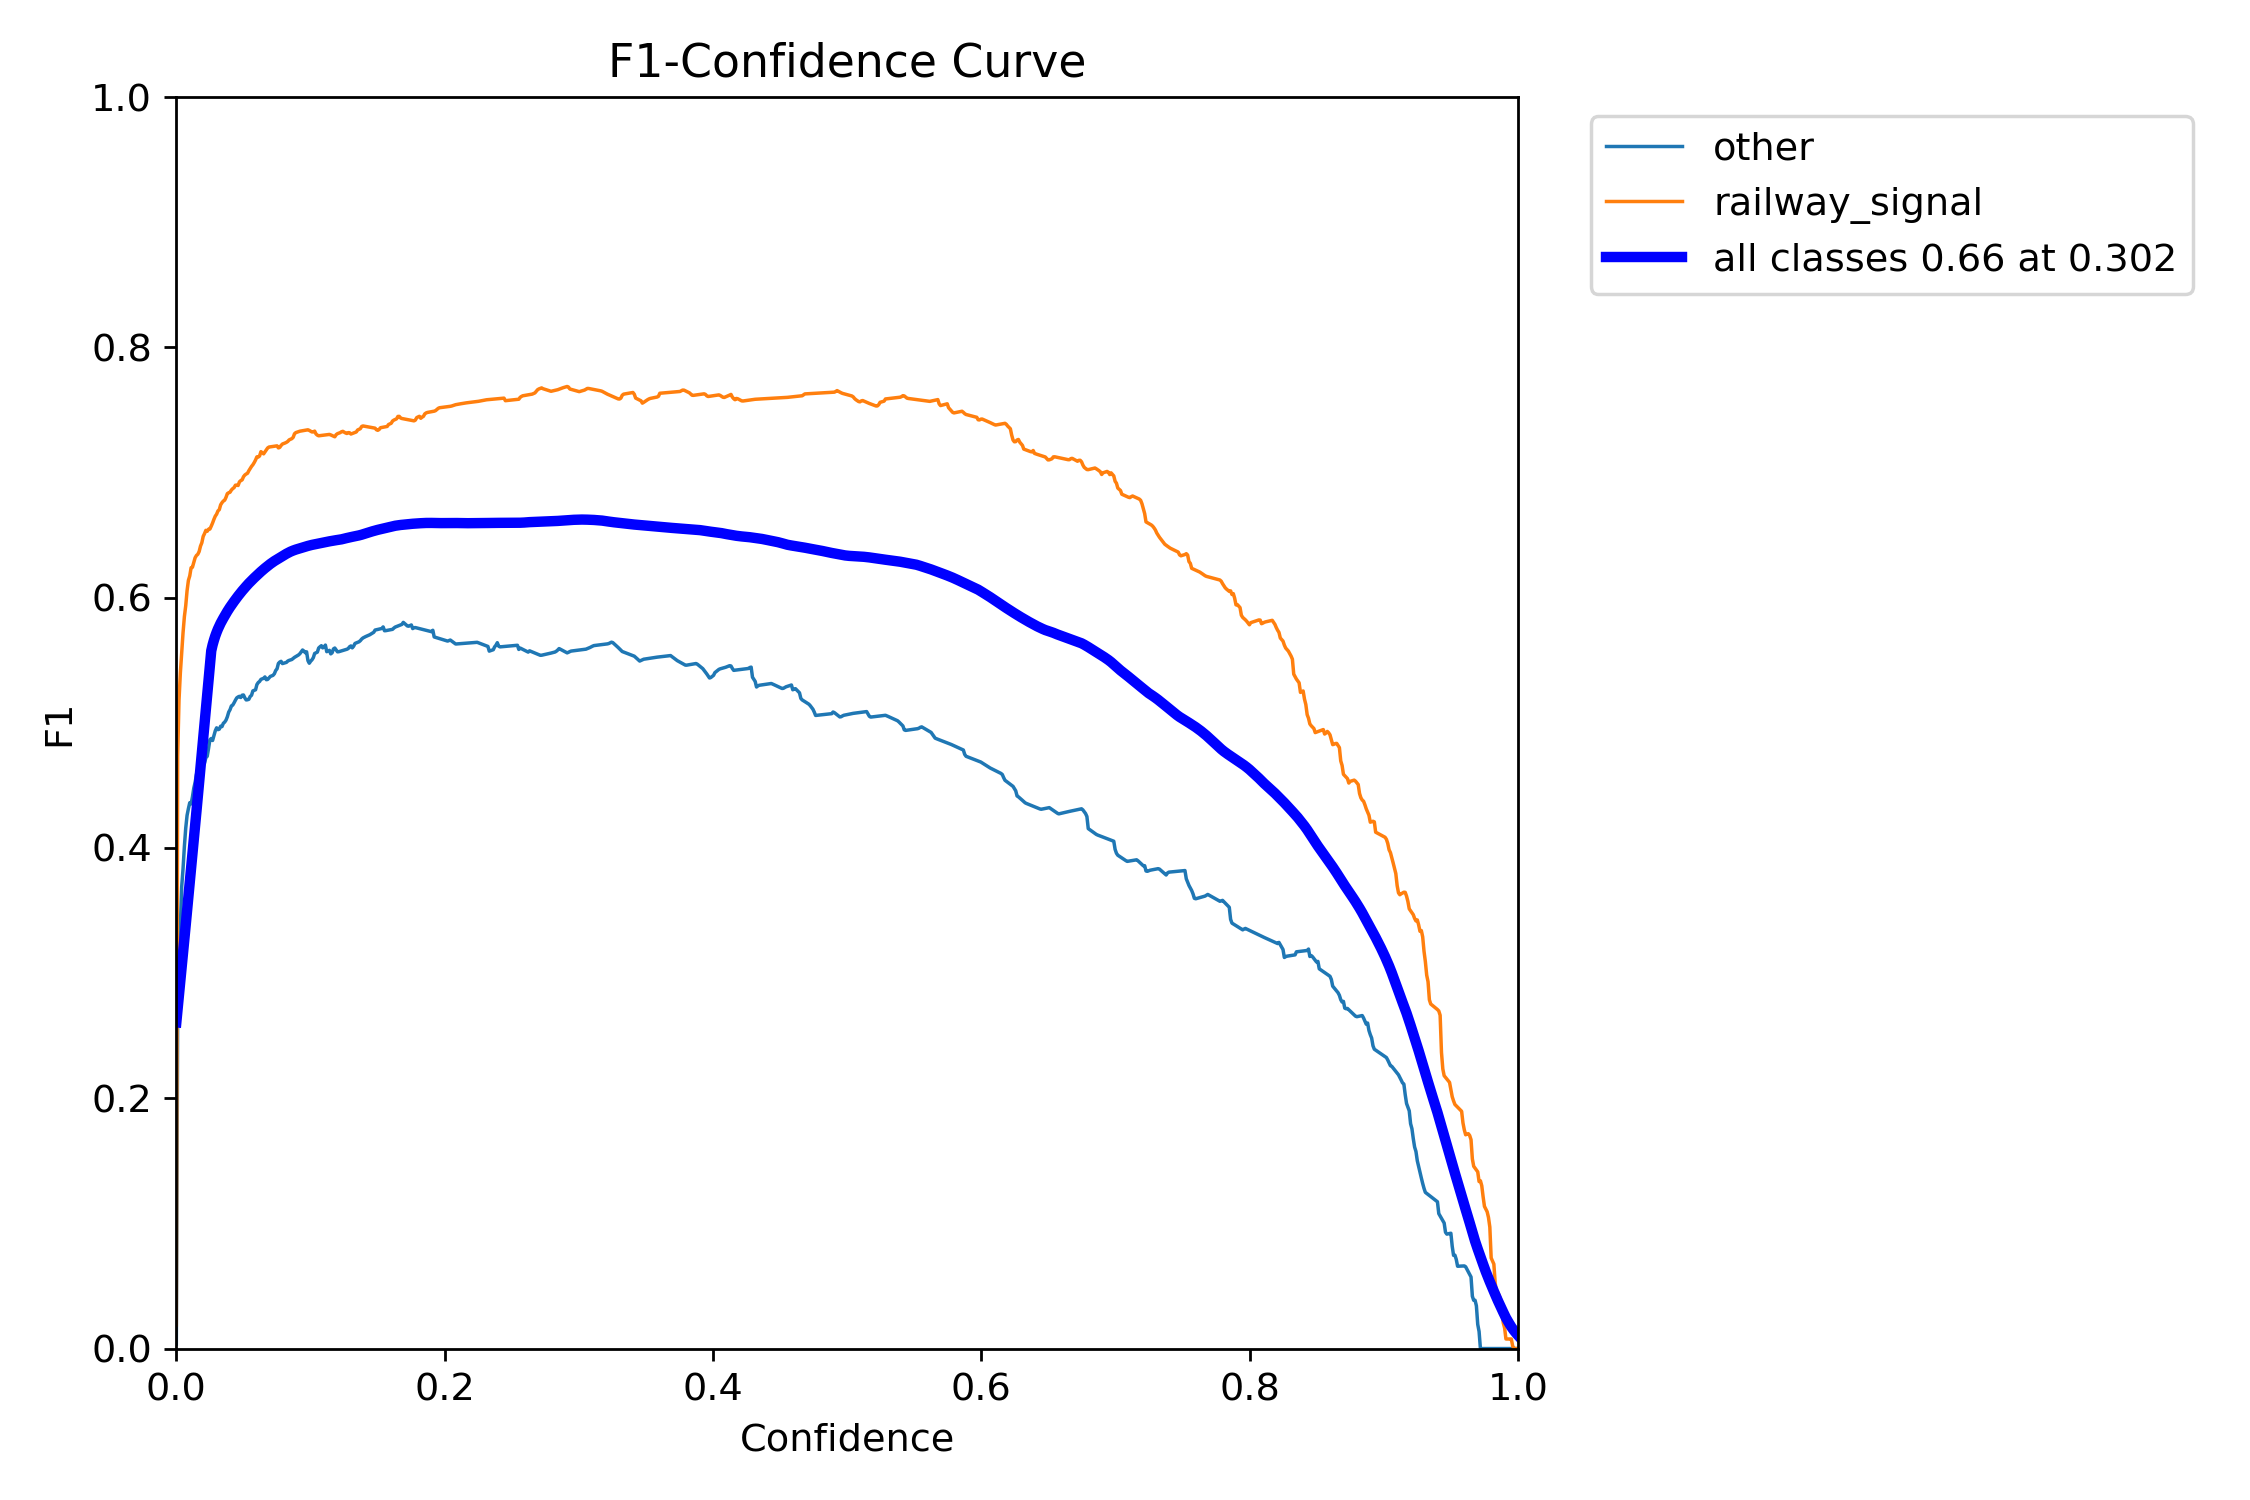 F1-Confidence Curve
1.0
0.8
0.6
0.4
0.2
0.0
F1
0.0 0.2 0.4 0.6 0.8 1.0
Confidence
other
railway_signal
all classes 0.66 at 0.302